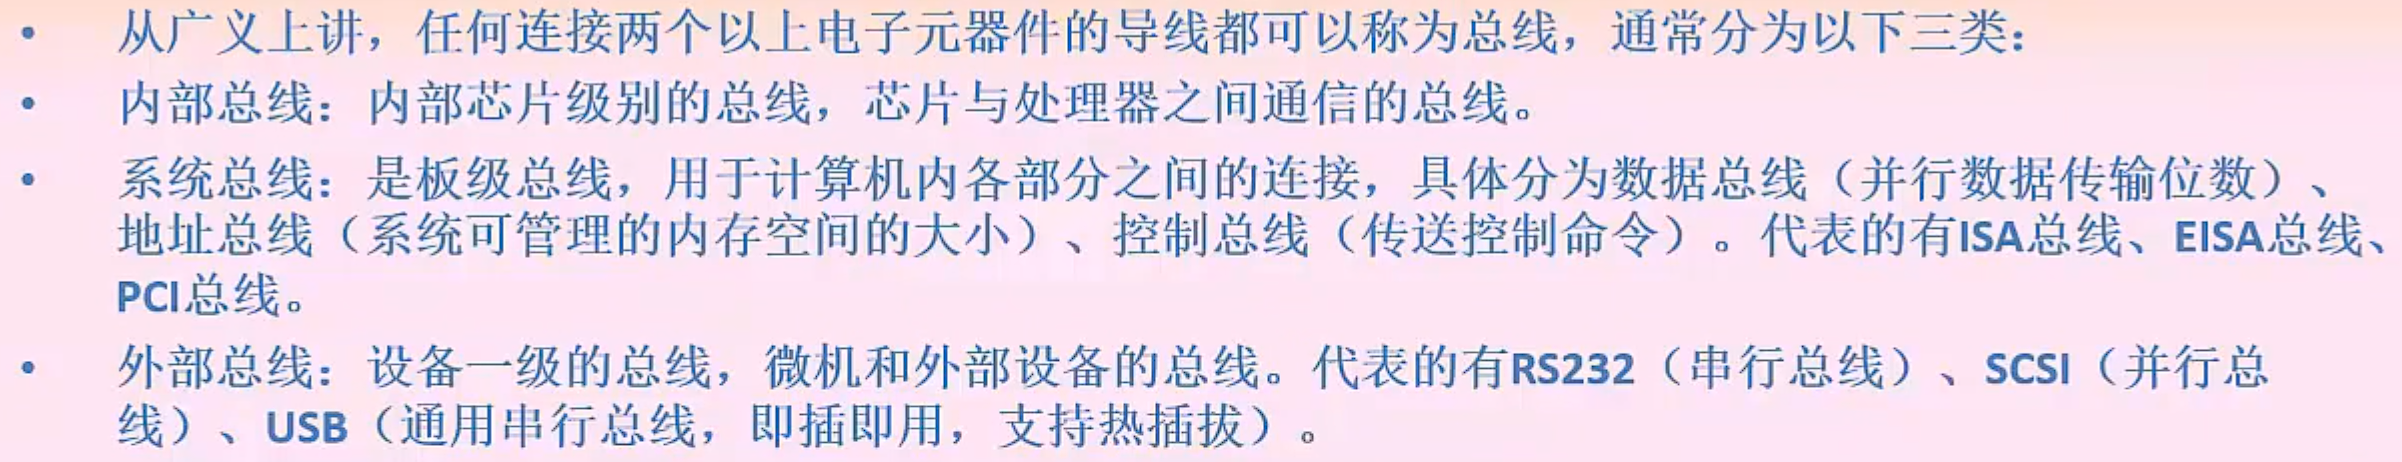 • 从广义上讲，任何连接两个以上电子元器件的导线都可以称为总线，通常分为以下三类：
• 内部总线：内部芯片级别的总线，芯片与处理器之间通信的总线。
• 系统总线：是板级总线，用于计算机内各部分之间的连接，具体分为数据总线（并行数据传输位数）、
地址总线（系统可管理的内存空间的大小）、控制总线（传送控制命令）。代表的有ISA总线、EISA总线、
PCI总线。
• 外部总线：设备一级的总线，微机和外部设备的总线。代表的有RS232（串行总线）、SCSI（并行总
线）、USB（通用串行总线，即插即用，支持热插拔）。